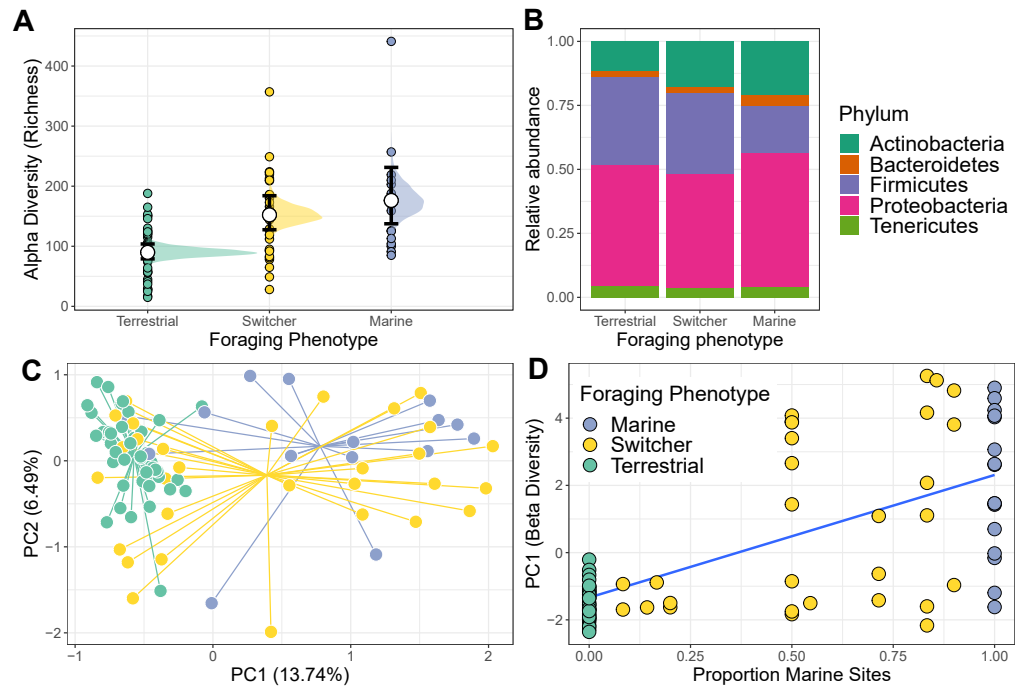 A
Alpha Diversity (Richness)
400
300
200
100
0
Terrestrial Switcher Marine
Foraging Phenotype
B
Relative abundance
1.00
0.75
0.50
0.25
0.00
Terrestrial Switcher Marine
Foraging phenotype
Phylum
Actinobacteria
Bacteroidetes
Firmicutes
Proteobacteria
Tenericutes
C
PC2 (6.49%)
1
0
−1
−2
−1 0 1 2
PC1 (13.74%)
D
PC1 (Beta Diversity)
Foraging Phenotype
Marine
Switcher
Terrestrial
4
2
0
−2
0.00 0.25 0.50 0.75 1.00
Proportion Marine Sites